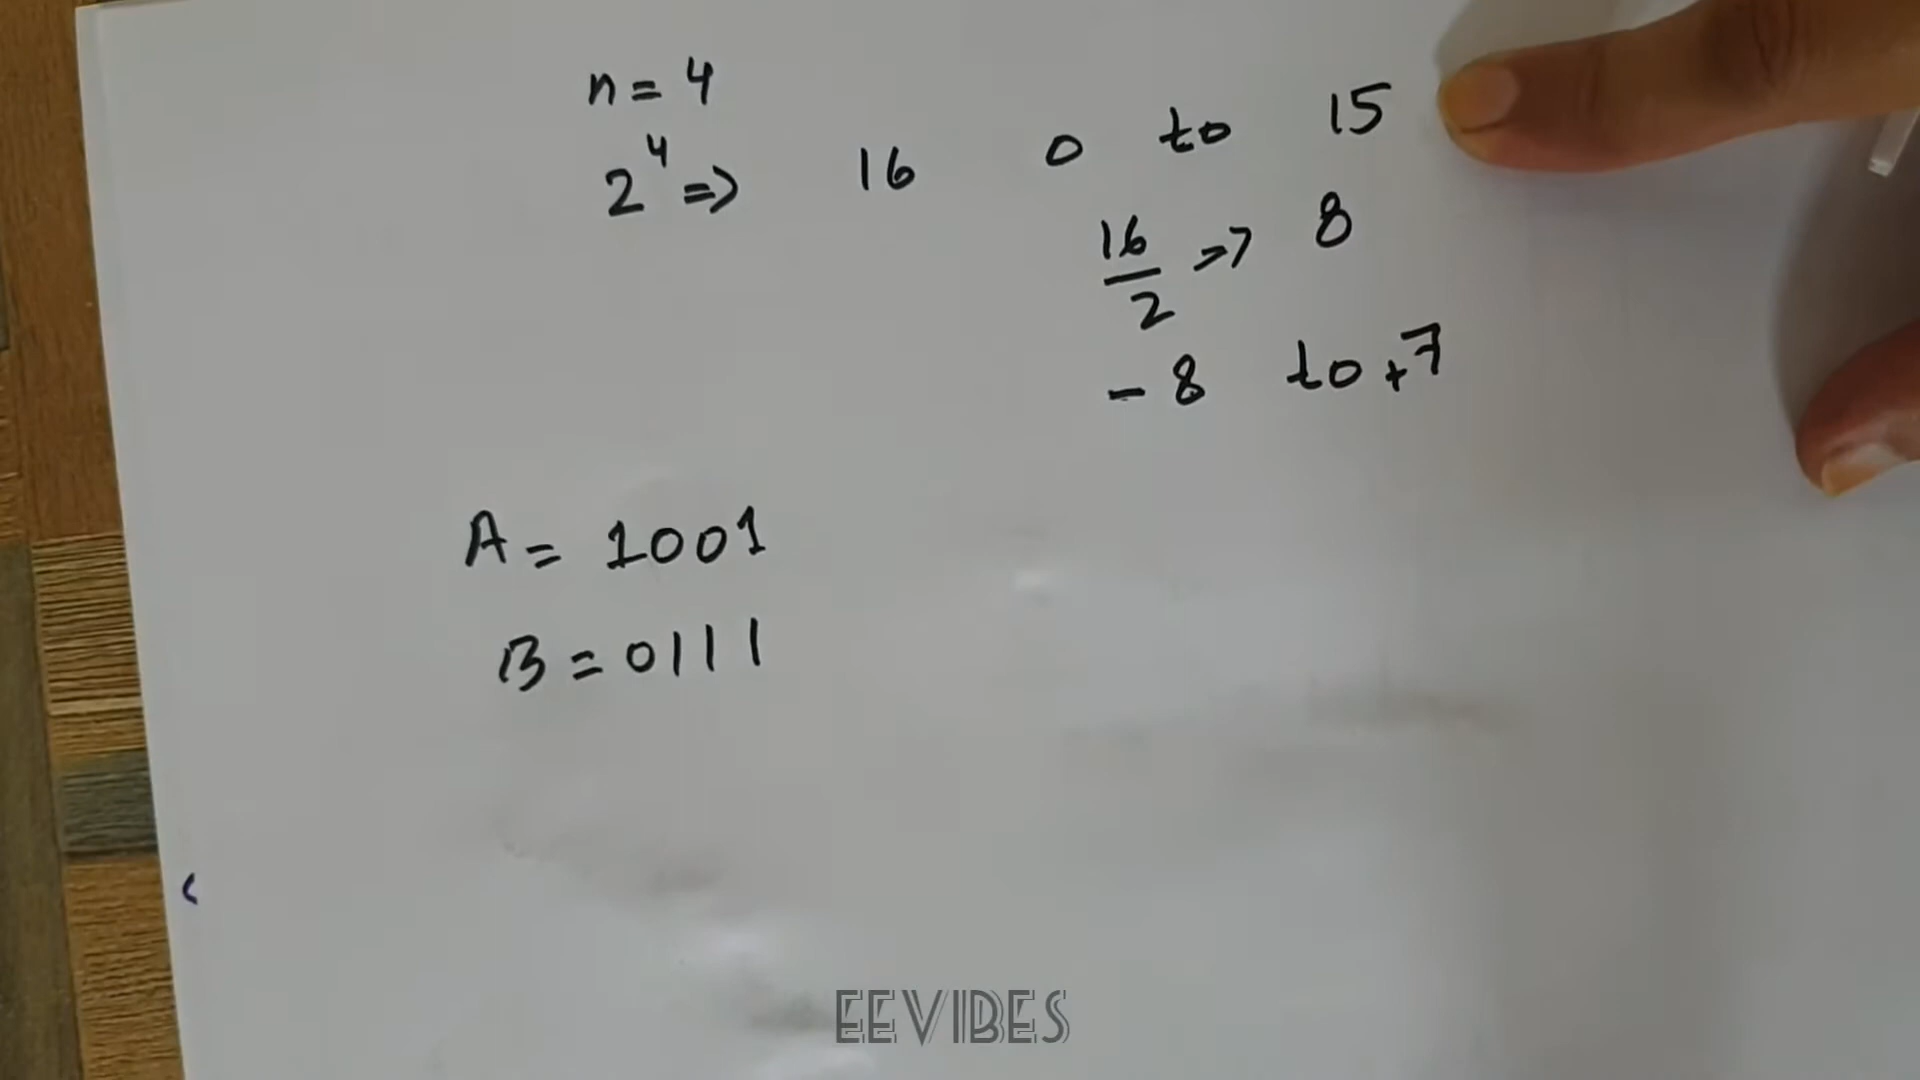 n = 4
2⁴ => 16 0 to 15
16/2 => 8
- 8 to +7
A = 1001
B = 0111
EEVIBES